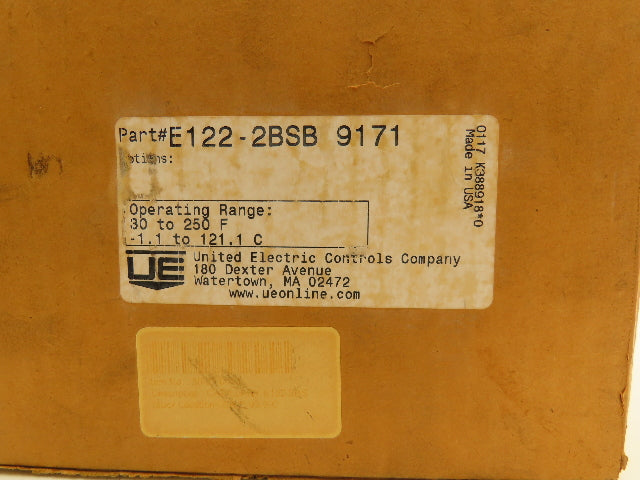 Part#E122-2BSB 9171
Operating Range:
30 to 250 F
-1.1 to 121.1 C
UE
United Electric Controls Company
180 Dexter Avenue
Watertown, MA 02472
www.ueonline.com
0117 K388918*0
Made in USA